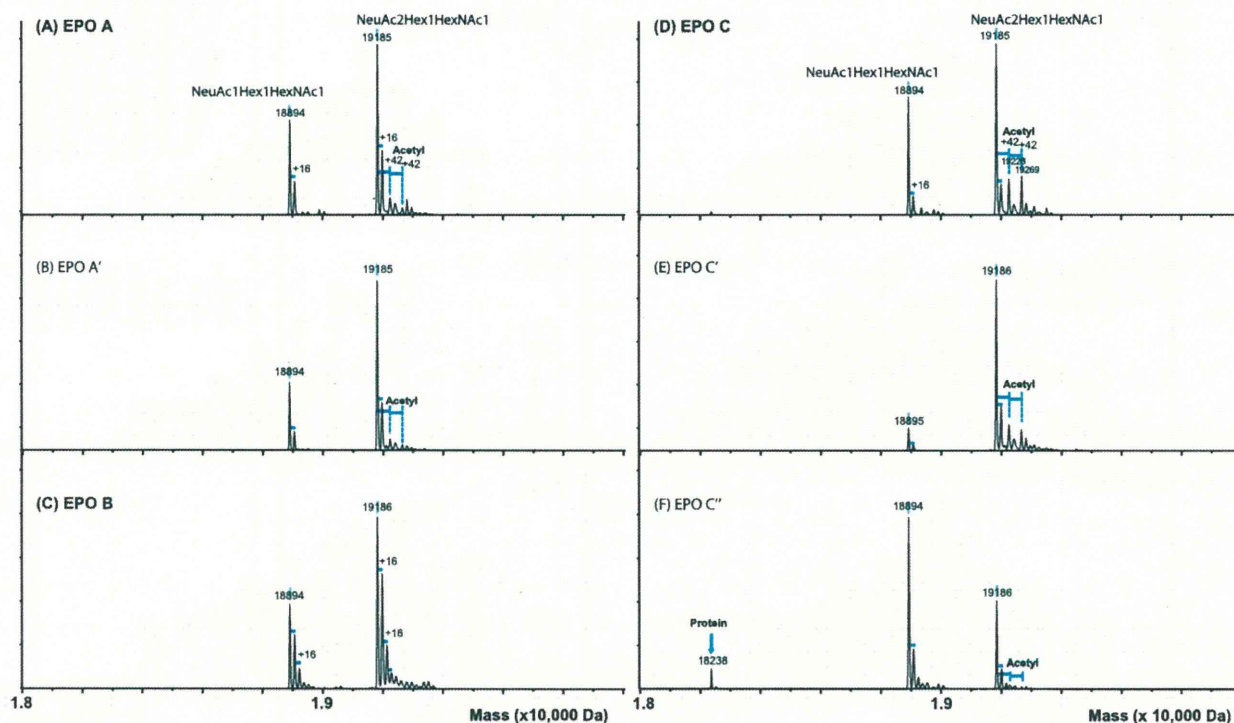 (A) EPO A
NeuAc2Hex1HexNAc1
19185
NeuAc1Hex1HexNAc1
18894
+16
+16
Acetyl
+42
+42
(B) EPO A'
19185
18894
Acetyl
(C) EPO B
19186
18894
+16
+16
+16
1.8
1.9
Mass (x10,000 Da)
(D) EPO C
NeuAc2Hex1HexNAc1
19185
NeuAc1Hex1HexNAc1
18894
+16
Acetyl
+42
+42
19269
(E) EPO C'
19186
18895
Acetyl
(F) EPO C"
18894
19186
Protein
18238
Acetyl
1.8
1.9
Mass (x 10,000 Da)